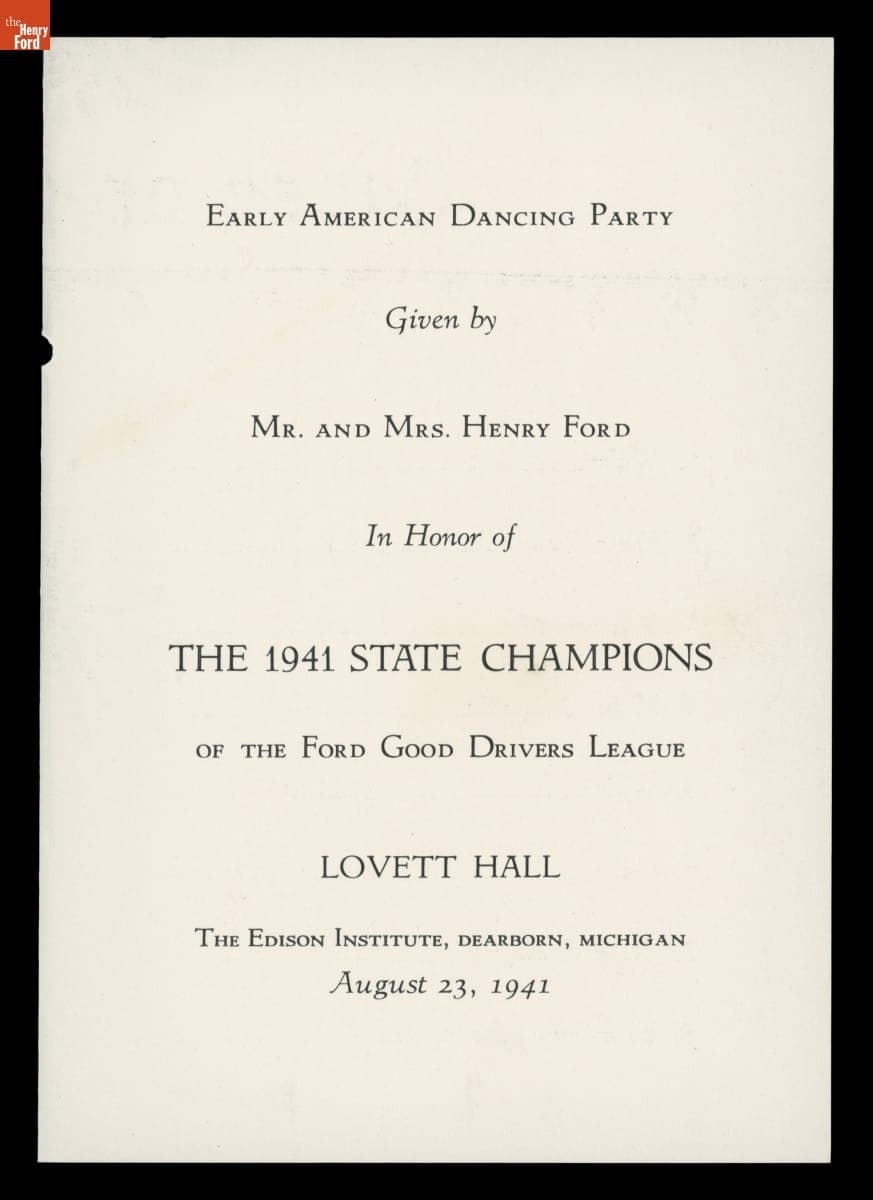 the
Henry
Ford
Early American Dancing Party
Given by
Mr. and Mrs. Henry Ford
In Honor of
THE 1941 STATE CHAMPIONS
of the Ford Good Drivers League
LOVETT HALL
The Edison Institute, dearborn, michigan
August 23, 1941